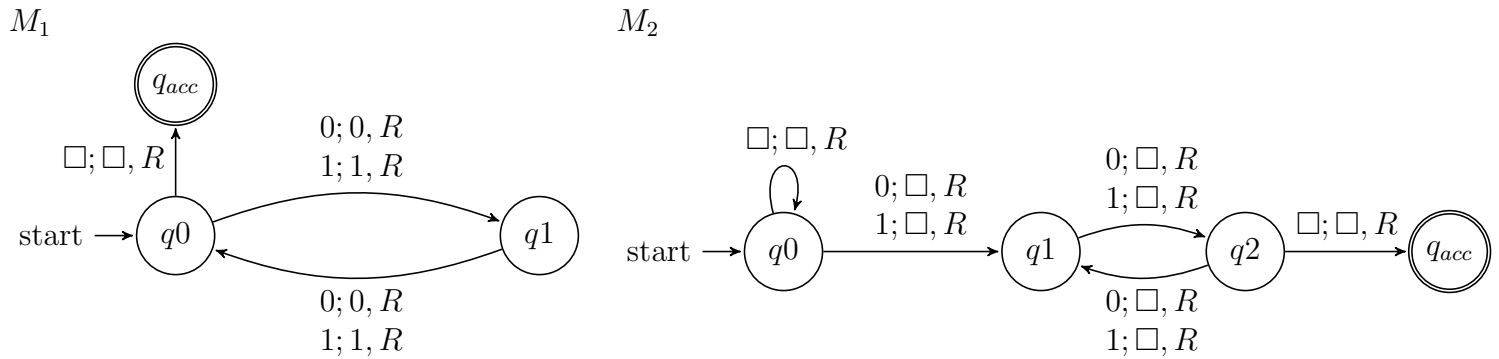 M₁
q_acc
□; □, R
0; 0, R
1; 1, R
start
q0
q1
0; 0, R
1; 1, R
M₂
□; □, R
0; □, R
1; □, R
0; □, R
1; □, R
□; □, R
start
q0
q1
q2
q_acc
0; □, R
1; □, R